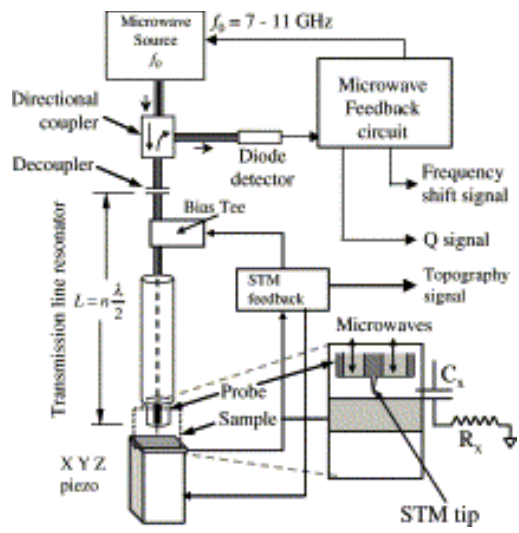 Microwave
Source
f₀
f₀ = 7 - 11 GHz
Directional
coupler
Microwave
Feedback
circuit
Diode
detector
Decoupler
Frequency
shift signal
Bias Tee
Q signal
Transmission line resonator
L = n λ/2
STM
feedback
Topography
signal
Microwaves
Probe
Sample
Cₓ
Rₓ
X Y Z
piezo
STM tip